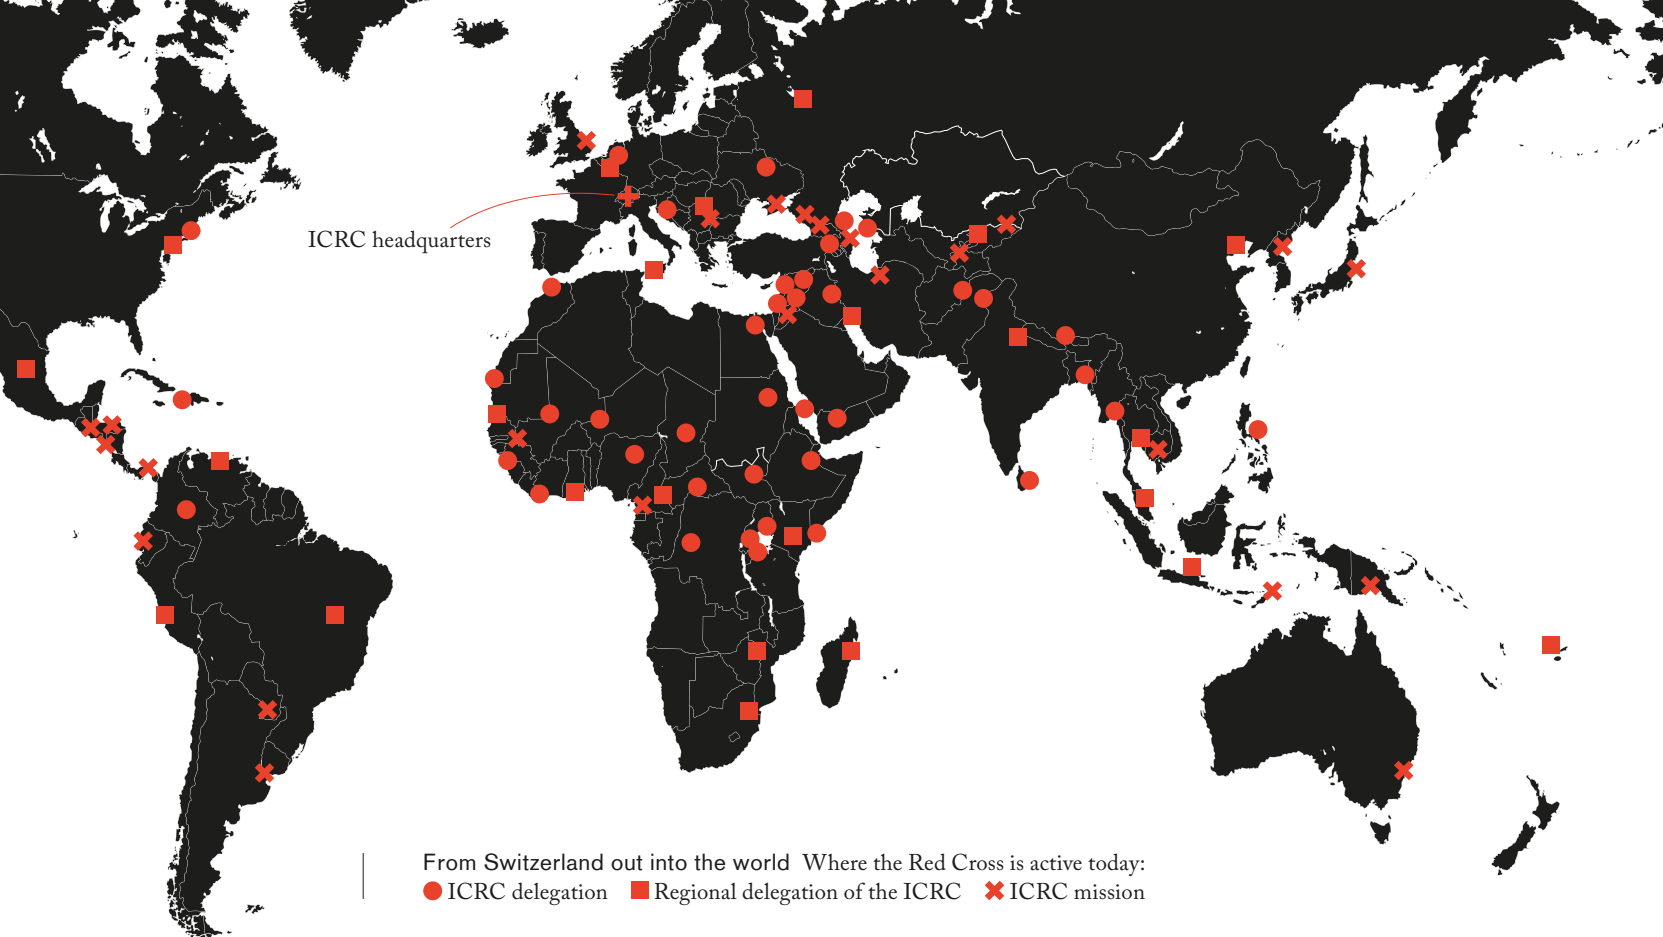 ICRC headquarters
From Switzerland out into the world Where the Red Cross is active today:
ICRC delegation Regional delegation of the ICRC ICRC mission